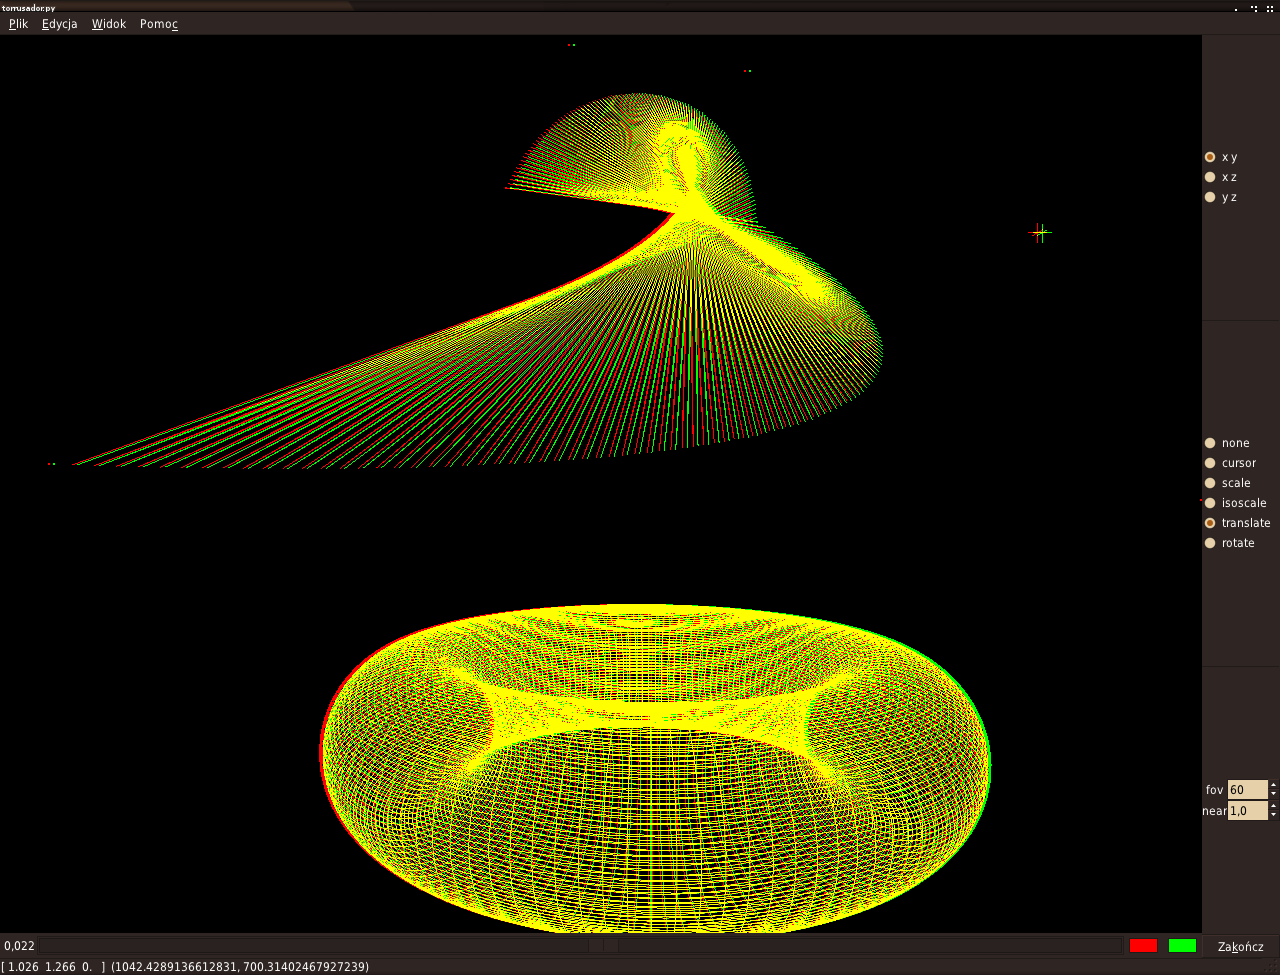 torrusador.py
Plik Edycja Widok Pomoc
x y
x z
y z
none
cursor
scale
isoscale
translate
rotate
fov 60
near 1,0
0,022
Zakończ
[ 1.026 1.266 0. ] (1042.4289136612831, 700.31402467927239)